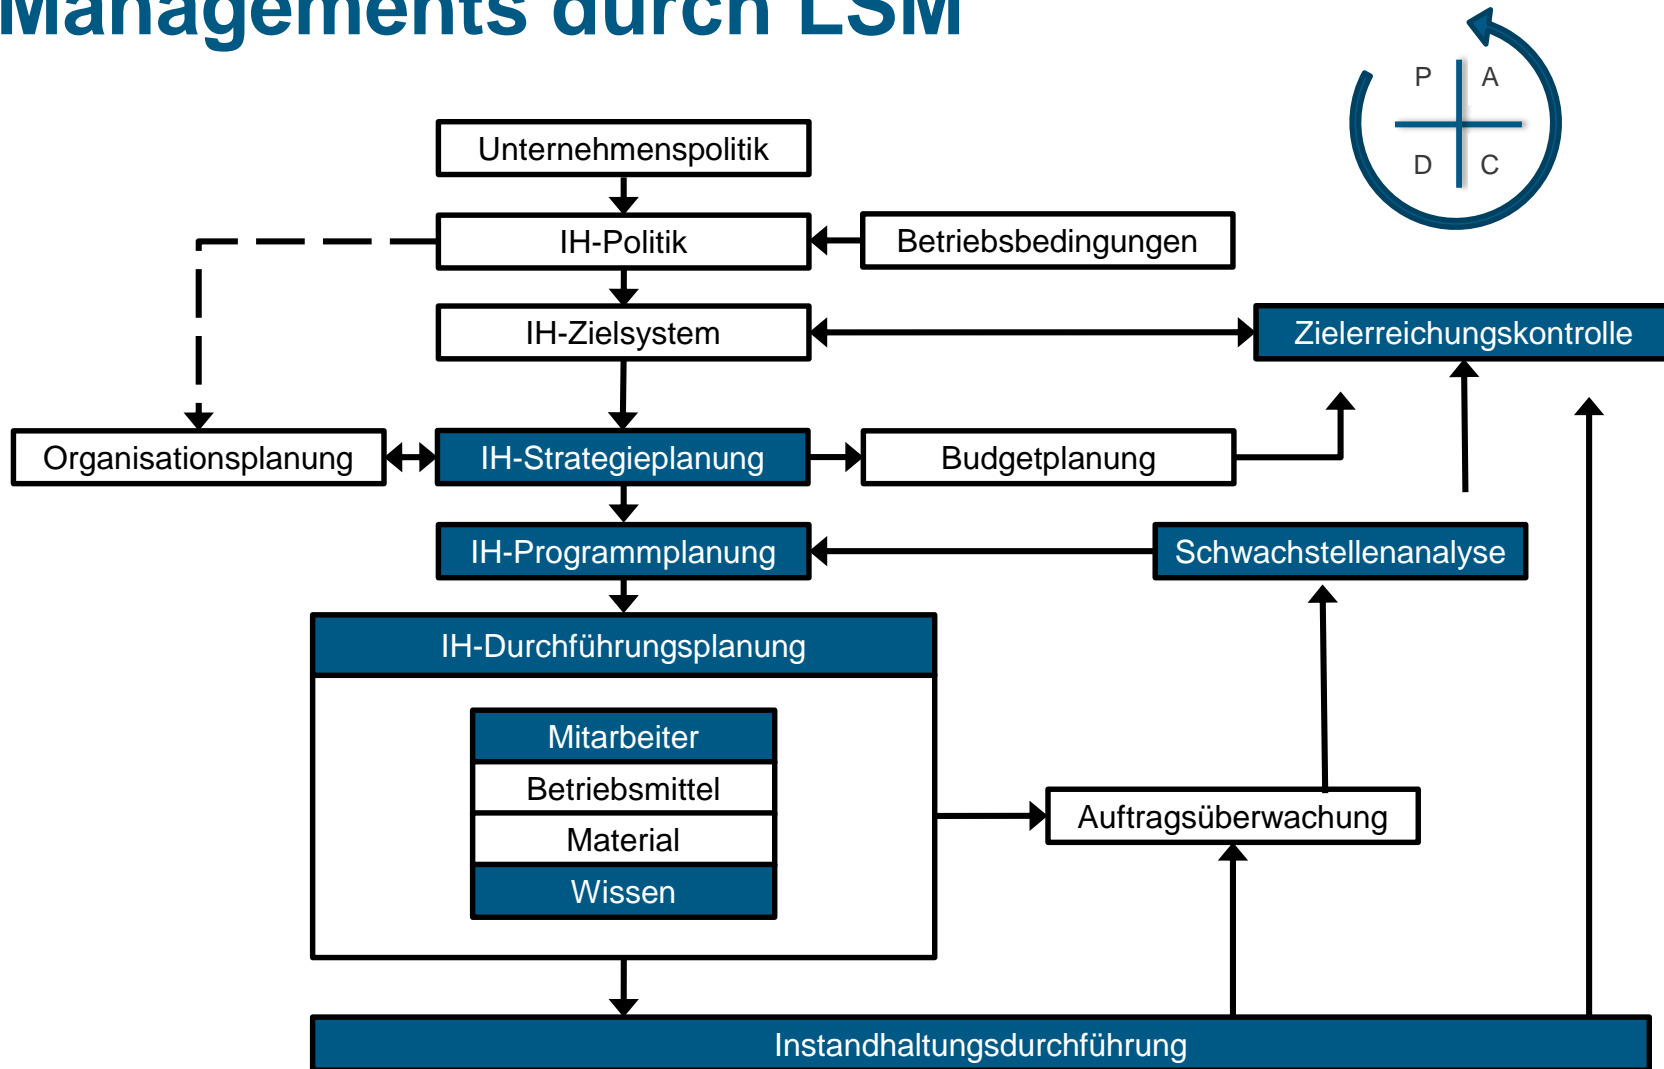 Managements durch LSM
P A
D C
Unternehmenspolitik
IH-Politik
Betriebsbedingungen
IH-Zielsystem
Zielerreichungskontrolle
Organisationsplanung
IH-Strategieplanung
Budgetplanung
IH-Programmplanung
Schwachstellenanalyse
IH-Durchführungsplanung
Mitarbeiter
Betriebsmittel
Material
Wissen
Auftragsüberwachung
Instandhaltungsdurchführung